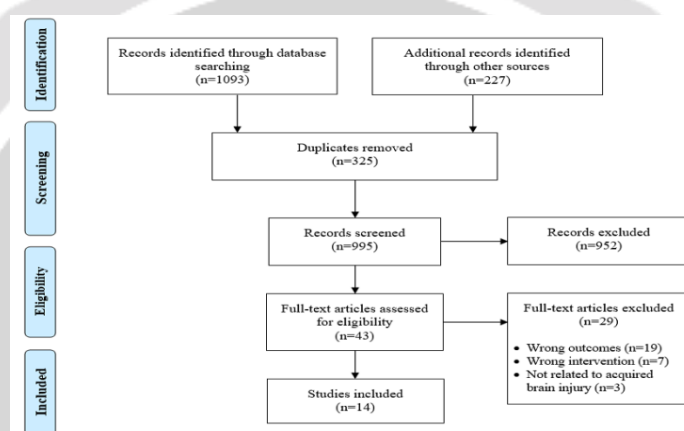 Identification
Records identified through database
searching
(n=1093)
Additional records identified
through other sources
(n=227)
Duplicates removed
(n=325)
Screening
Records screened
(n=995)
Records excluded
(n=952)
Eligibility
Full-text articles assessed
for eligibility
(n=43)
Full-text articles excluded
(n=29)
• Wrong outcomes (n=19)
• Wrong intervention (n=7)
• Not related to acquired
brain injury (n=3)
Included
Studies included
(n=14)